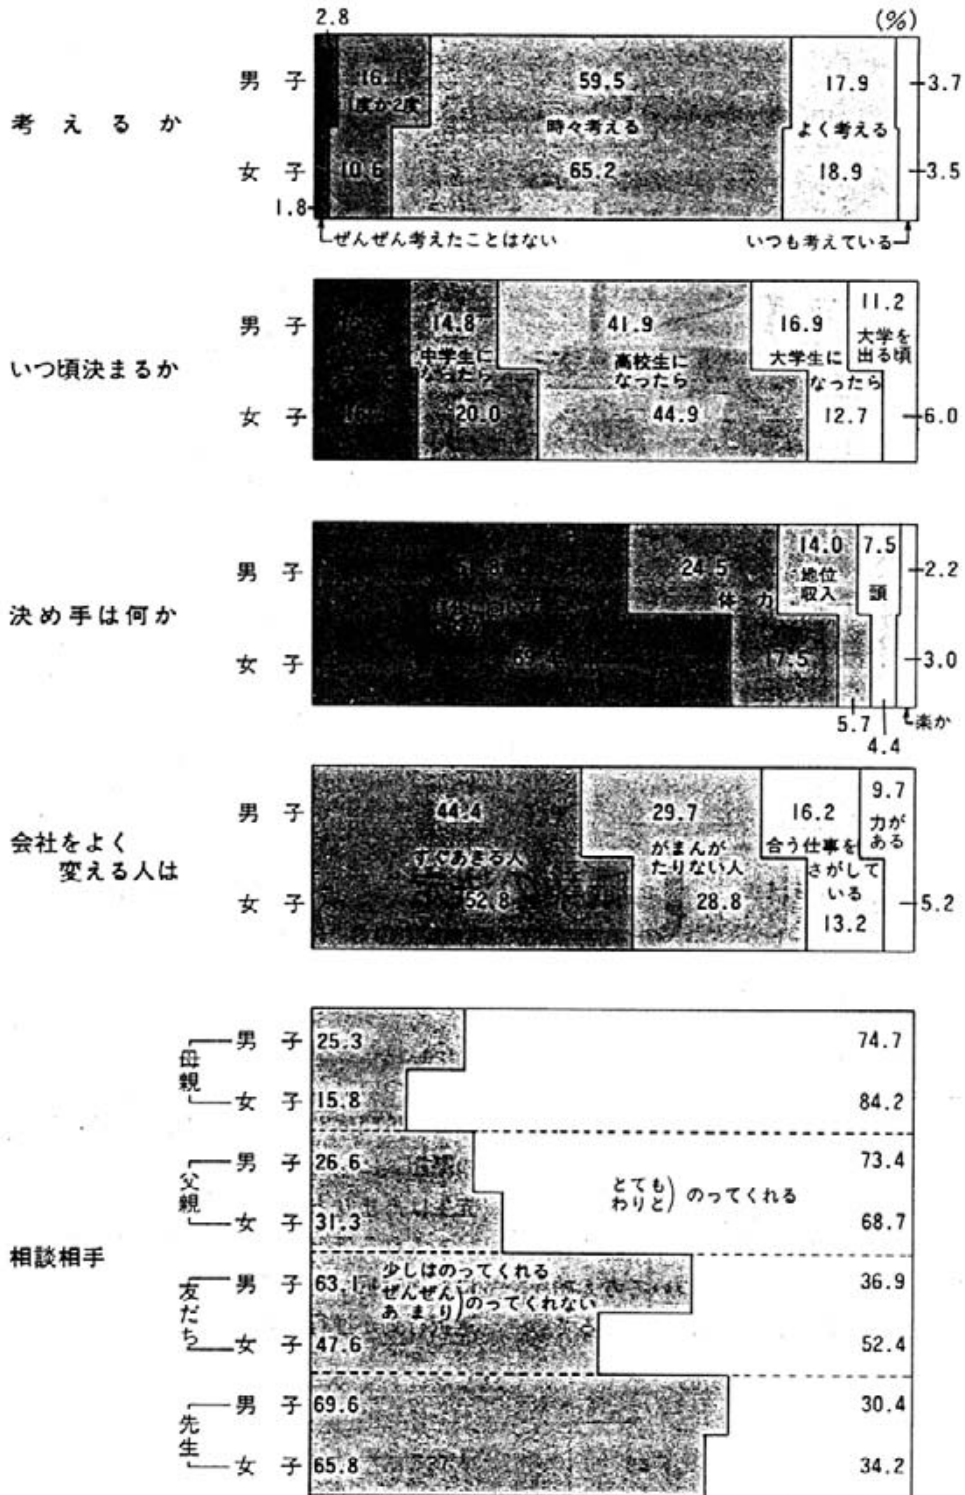 2.8 (%)
考えるか
男子 16.1 59.5 17.9 3.7
1度か2度 時々考える よく考える
女子 10.6 65.2 18.9 3.5
1.8
ぜんぜん考えたことはない いつも考えている
いつ頃決まるか
男子 14.8 41.9 16.9 11.2
中学生になったら 高校生になったら 大学生になったら 大学を出る頃
女子 20.0 44.9 12.7 6.0
決め手は何か
男子 24.5 14.0 7.5 2.2
体力 地位収入 頭
女子 17.5 3.0
5.7 4.4 楽か
会社をよく
変える人は
男子 44.4 29.7 16.2 9.7
すぐあきる人 がまんがたりない人 合う仕事をさがしている 力がある
女子 52.8 28.8 13.2 5.2
相談相手
母親
男子 25.3 74.7
女子 15.8 84.2
父親
男子 26.6 73.4
とても
わりと)のってくれる
女子 31.3 68.7
友だち
男子 63.1 36.9
少しはのってくれる
ぜんぜん
あまり)のってくれない
女子 47.6 52.4
先生
男子 69.6 30.4
女子 65.8 34.2